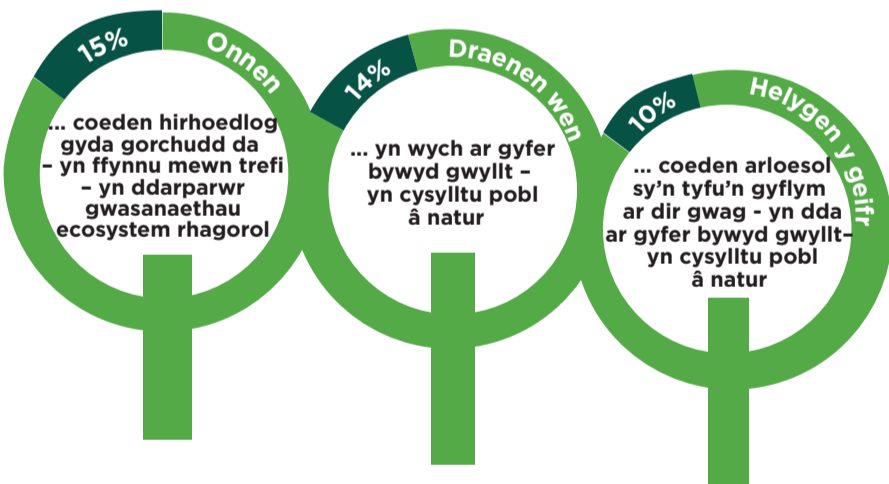 15%
Onnen
... coeden hirhoedlog
gyda gorchudd da
– yn ffynnu mewn trefi
– yn ddarparwr
gwasanaethau
ecosystem rhagorol
14%
Draenen wen
... yn wych ar gyfer
bywyd gwyllt –
yn cysylltu pobl
â natur
10%
Helygen y geifr
... coeden arloesol
sy'n tyfu'n gyflym
ar dir gwag - yn dda
ar gyfer bywyd gwyllt–
yn cysylltu pobl
â natur